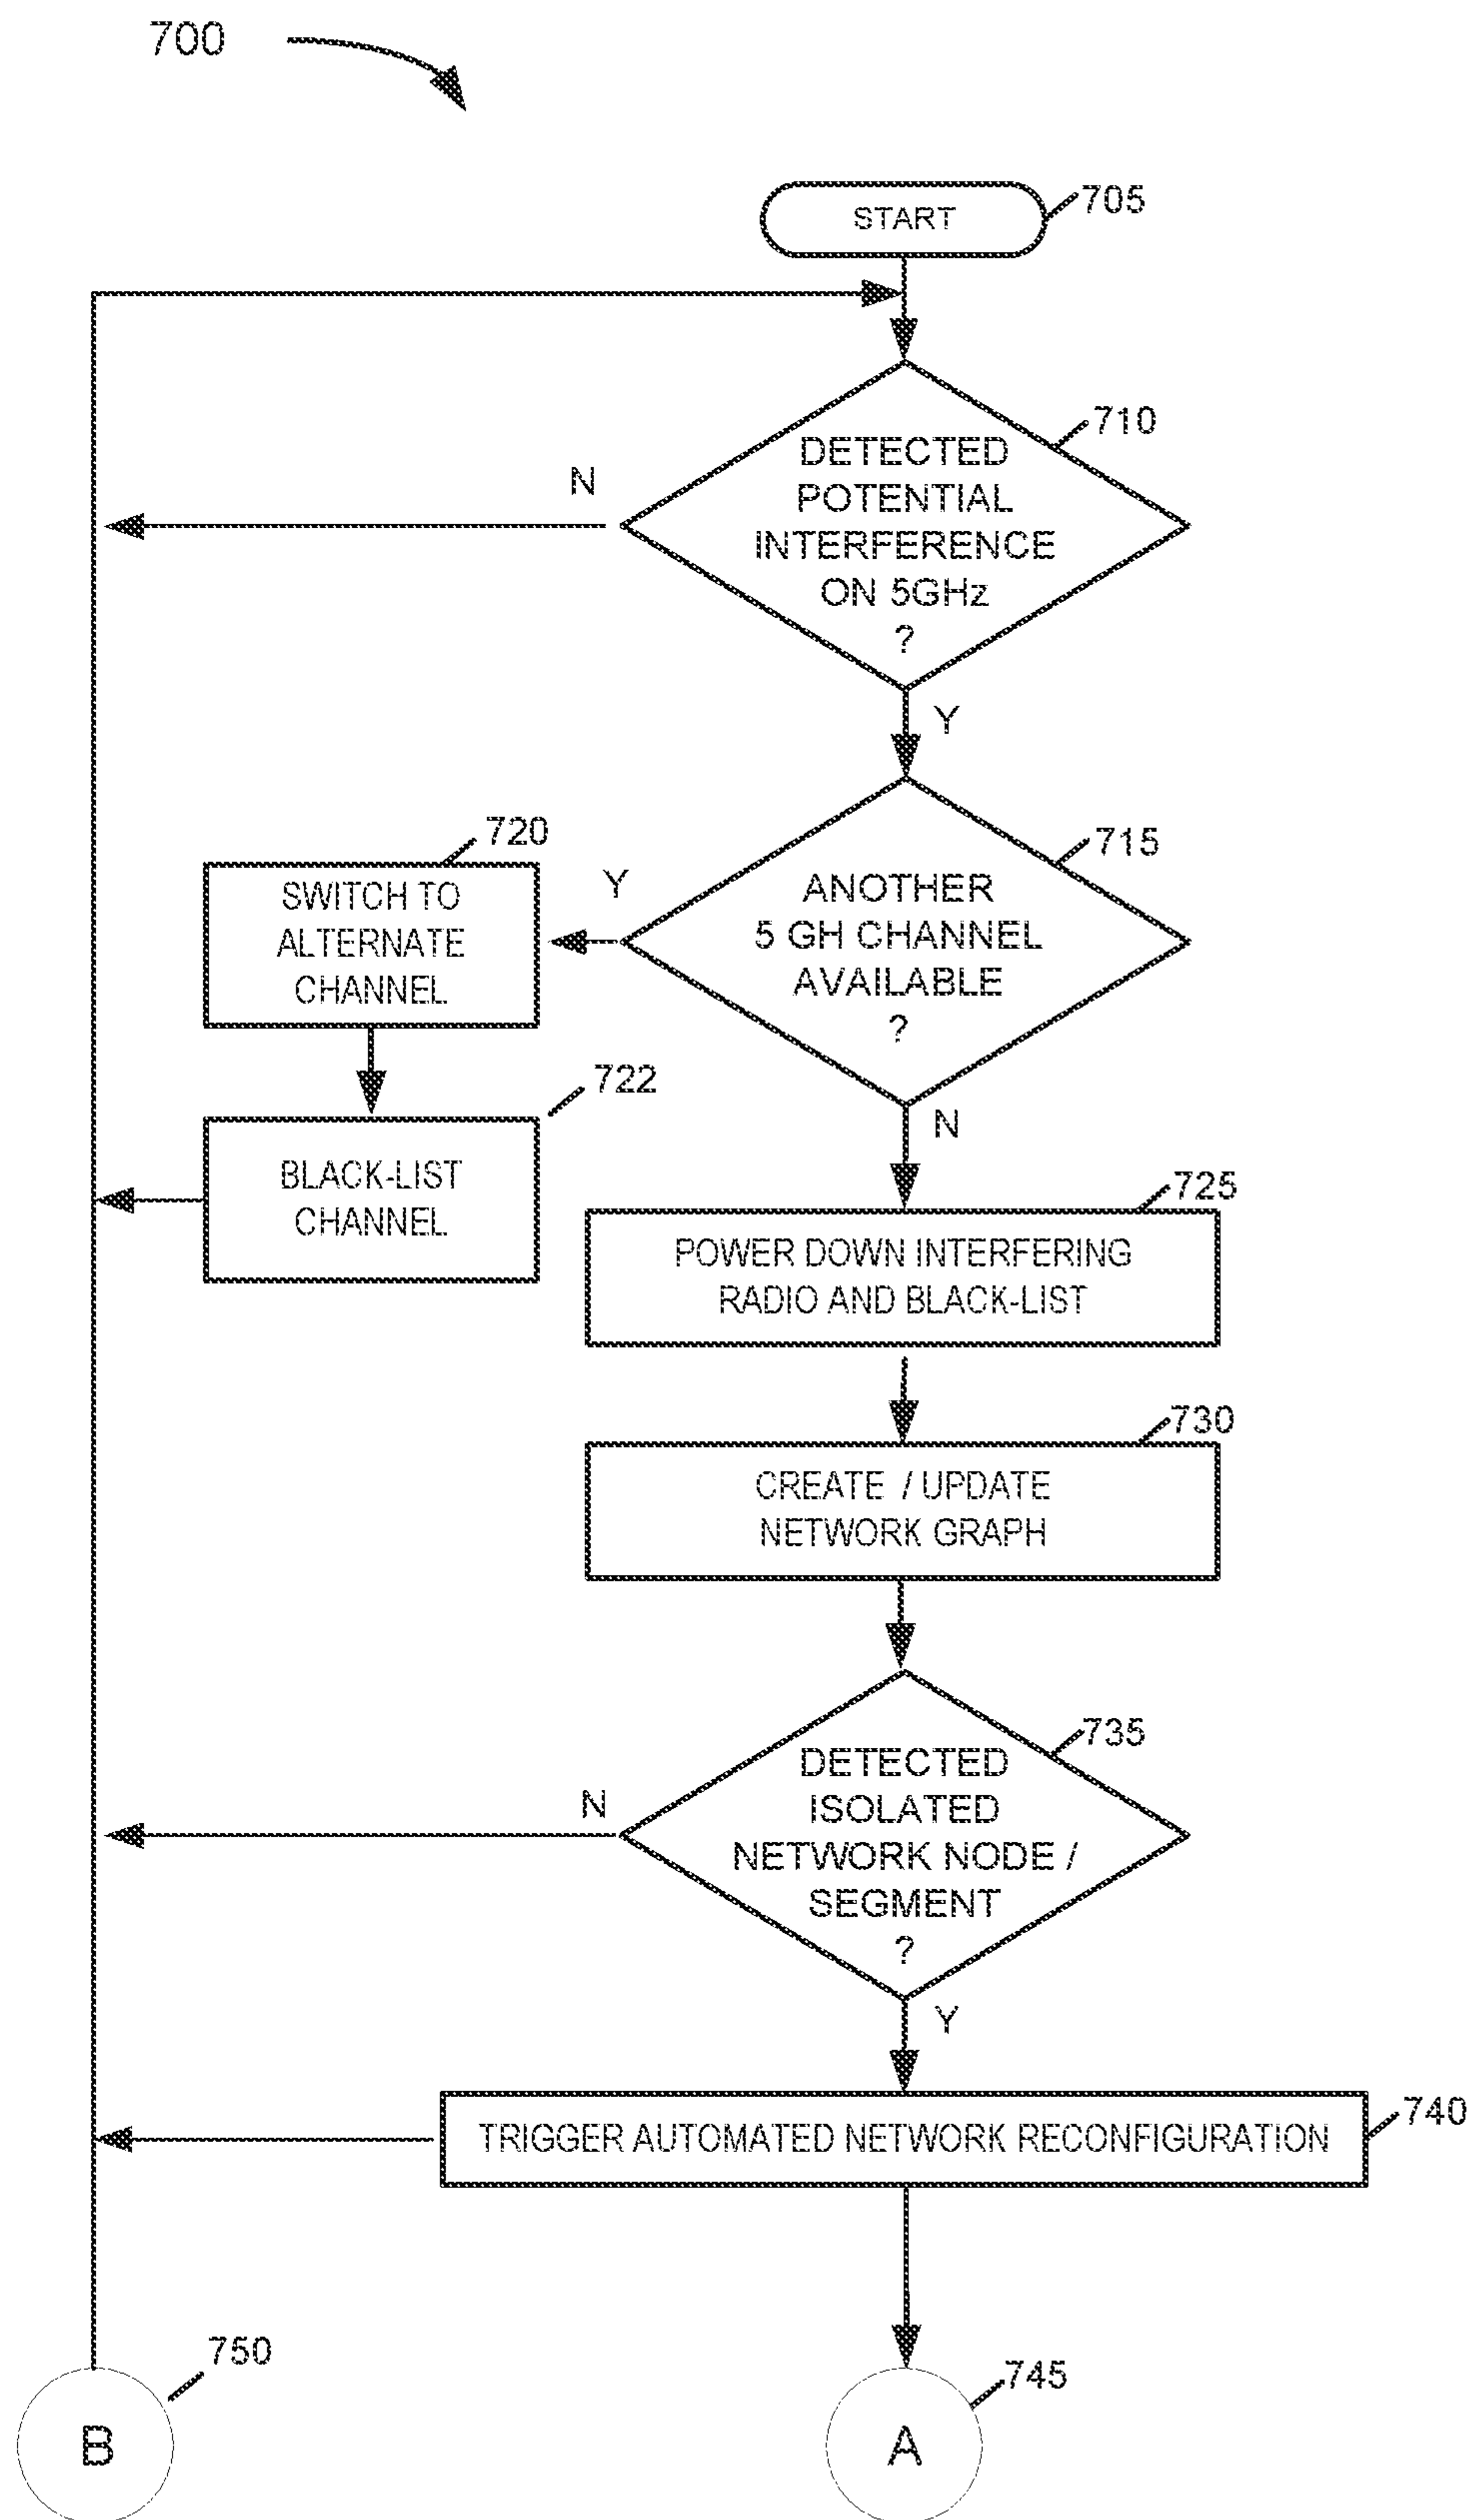 700
START
705
710
DETECTED
POTENTIAL
INTERFERENCE
ON 5GHz
?
N
Y
715
ANOTHER
5 GH CHANNEL
AVAILABLE
?
Y
N
720
SWITCH TO
ALTERNATE
CHANNEL
722
BLACK-LIST
CHANNEL
725
POWER DOWN INTERFERING
RADIO AND BLACK-LIST
730
CREATE / UPDATE
NETWORK GRAPH
735
DETECTED
ISOLATED
NETWORK NODE /
SEGMENT
?
N
Y
740
TRIGGER AUTOMATED NETWORK RECONFIGURATION
750
B
745
A